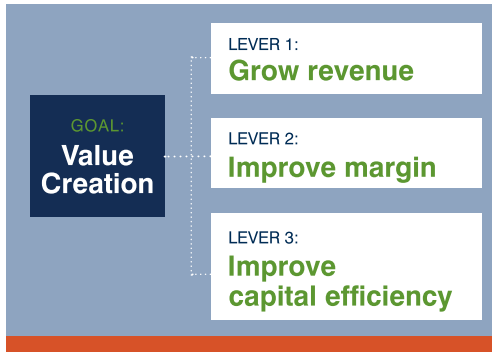 GOAL:
Value
Creation
LEVER 1:
Grow revenue
LEVER 2:
Improve margin
LEVER 3:
Improve
capital efficiency